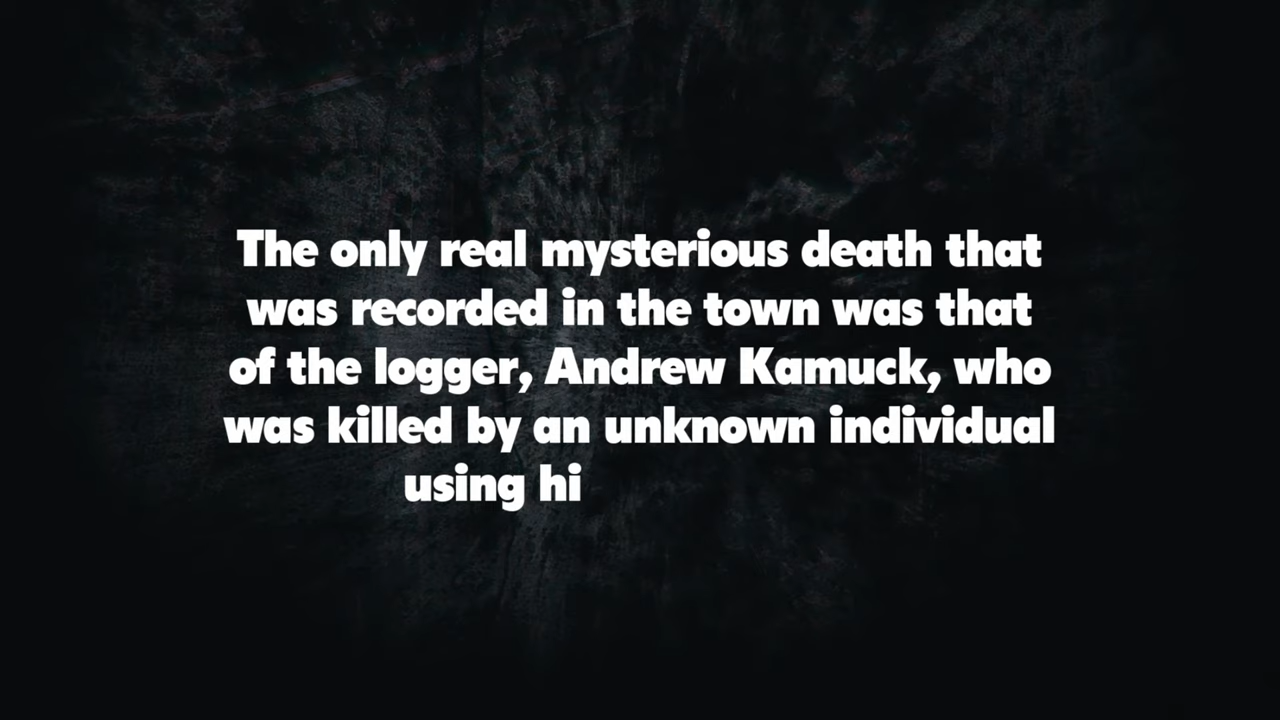 The only real mysterious death that
was recorded in the town was that
of the logger, Andrew Kamuck, who
was killed by an unknown individual
using hi